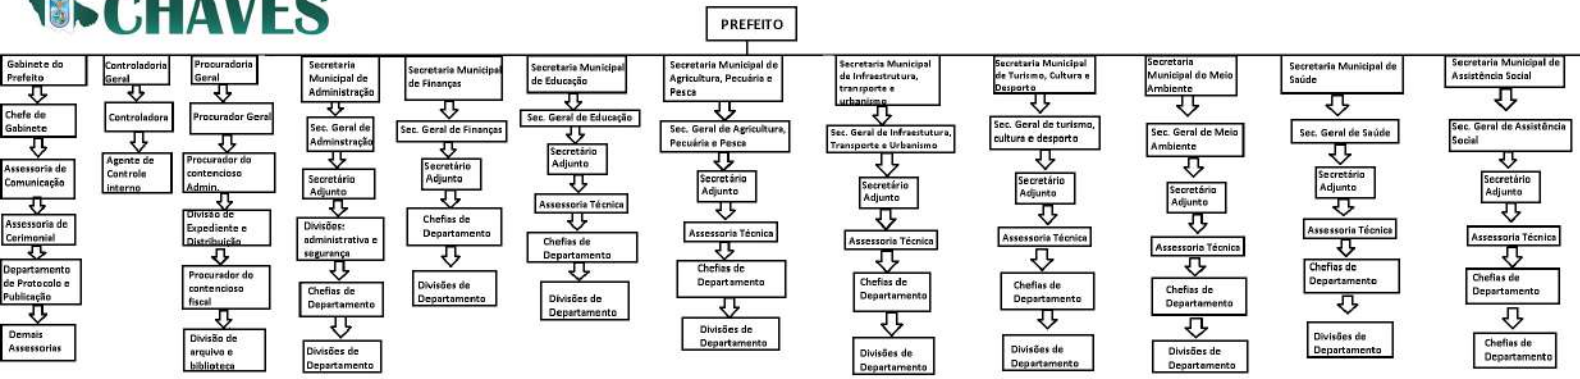 CHAVES
PREFEITO
Gabinete do
Prefeito
Chefe de
Gabinete
Assessoria de
Comunicação
Assessoria de
Cerimonial
Departamento
de Protocolo e
Publicação
Demais
Assessorias
Controladoria
Geral
Controladora
Agente de
Controle
interno
Procuradoria
Geral
Procurador Geral
Procurador do
contencioso
Admin.
Divisão de
Expediente e
Distribuição
Procurador do
contencioso
fiscal
Divisão de
arquivo e
biblioteca
Secretaria
Municipal de
Administração
Sec. Geral de
Adminstração
Secretário
Adjunto
Divisões:
administrativa e
segurança
Chefias de
Departamento
Divisões de
Departamento
Secretaria Municipal
de Finanças
Sec. Geral de Finanças
Secretário
Adjunto
Chefias de
Departamento
Divisões de
Departamento
Secretaria Municipal
de Educação
Sec. Geral de Educação
Secretário
Adjunto
Assessoria Técnica
Chefias de
Departamento
Divisões de
Departamento
Secretaria Municipal de
Agricultura, Pecuária e
Pesca
Sec. Geral de Agricultura,
Pecuária e Pesca
Secretário
Adjunto
Assessoria Técnica
Chefias de
Departamento
Divisões de
Departamento
Secretaria Municipal
de Infraestrutura,
transporte e
urbanismo
Sec. Geral de Infraestutura,
Transporte e Urbanismo
Secretário
Adjunto
Assessoria Técnica
Chefias de
Departamento
Divisões de
Departamento
Secretaria Municipal
de Turismo, Cultura e
Desporto
Sec. Geral de turismo,
cultura e desporto
Secretário
Adjunto
Assessoria Técnica
Chefias de
Departamento
Divisões de
Departamento
Secretaria
Municipal do Meio
Ambiente
Sec. Geral de Meio
Ambiente
Secretário
Adjunto
Assessoria Técnica
Chefias de
Departamento
Divisões de
Departamento
Secretaria Municipal de
Saúde
Sec. Geral de Saúde
Secretário
Adjunto
Assessoria Técnica
Chefias de
Departamento
Divisões de
Departamento
Secretaria Municipal de
Assistência Social
Sec. Geral de Assistência
Social
Secretário
Adjunto
Assessoria Técnica
Chefias de
Departamento
Chefias de
Departamento